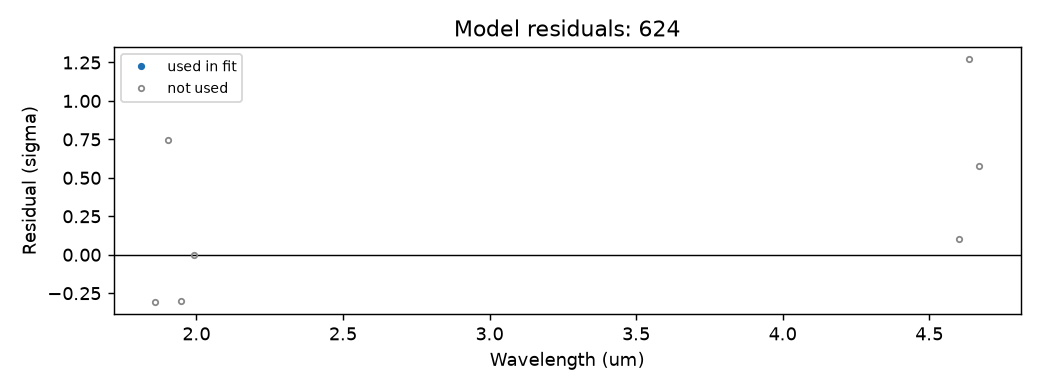 Model residuals: 624
used in fit
not used
1.25
1.00
0.75
0.50
0.25
0.00
−0.25
Residual (sigma)
2.0 2.5 3.0 3.5 4.0 4.5
Wavelength (um)